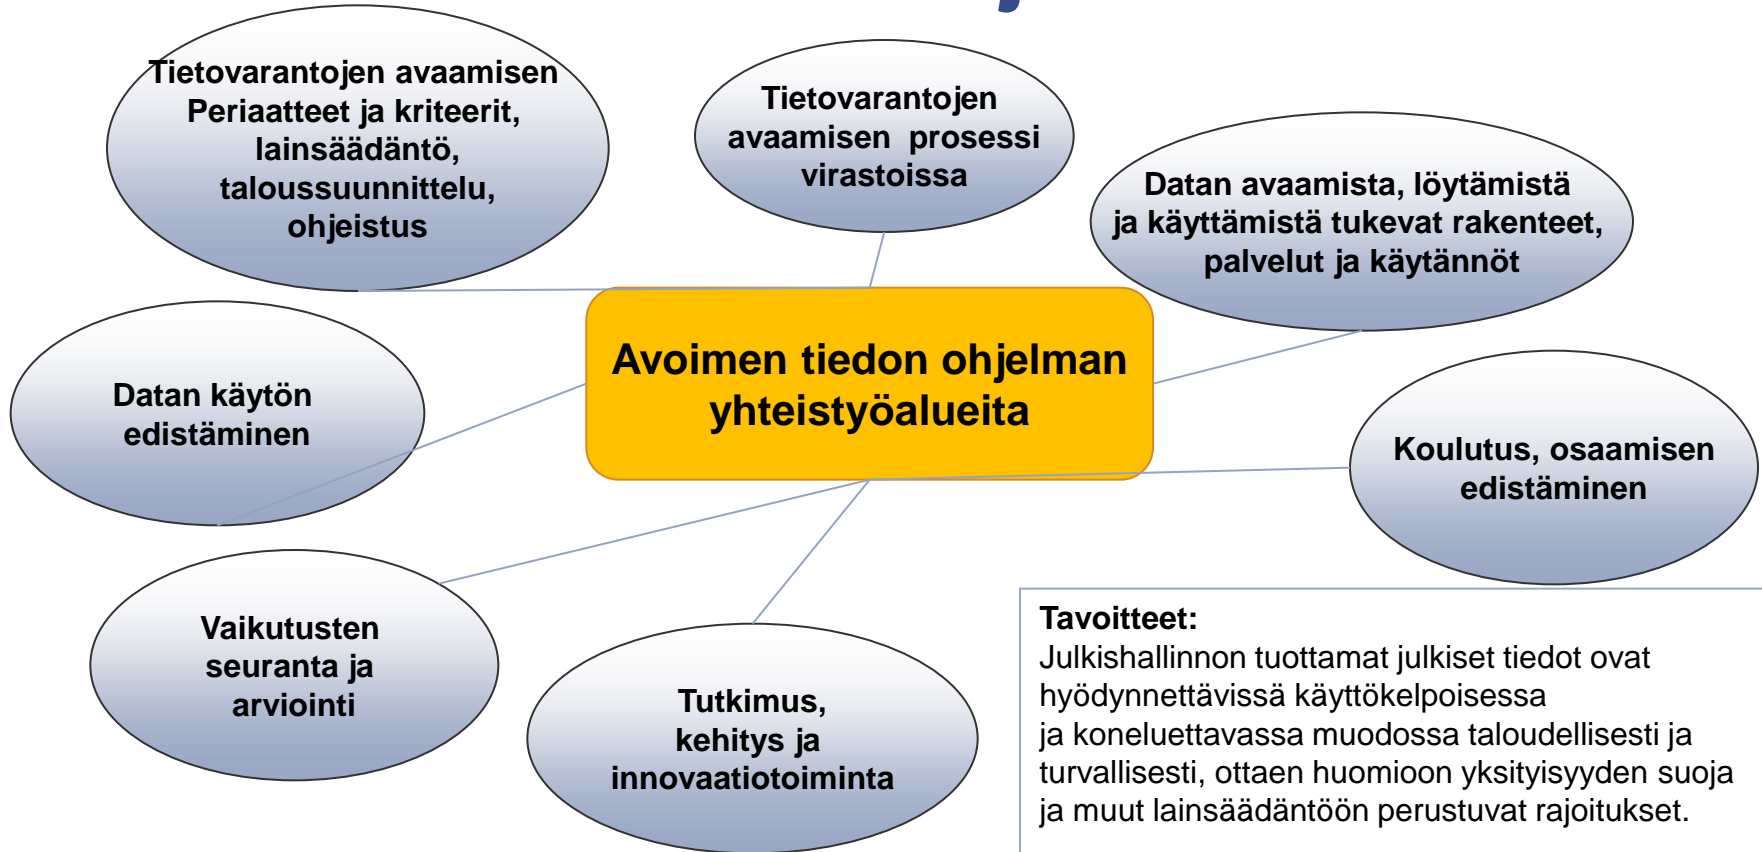 Tietovarantojen avaamisen
Periaatteet ja kriteerit,
lainsäädäntö,
taloussuunnittelu,
ohjeistus
Tietovarantojen
avaamisen prosessi
virastoissa
Datan avaamista, löytämistä
ja käyttämistä tukevat rakenteet,
palvelut ja käytännöt
Avoimen tiedon ohjelman
yhteistyöalueita
Datan käytön
edistäminen
Koulutus, osaamisen
edistäminen
Vaikutusten
seuranta ja
arviointi
Tutkimus,
kehitys ja
innovaatiotoiminta
Tavoitteet:
Julkishallinnon tuottamat julkiset tiedot ovat
hyödynnettävissä käyttökelpoisessa
ja koneluettavassa muodossa taloudellisesti ja
turvallisesti, ottaen huomioon yksityisyyden suoja
ja muut lainsäädäntöön perustuvat rajoitukset.